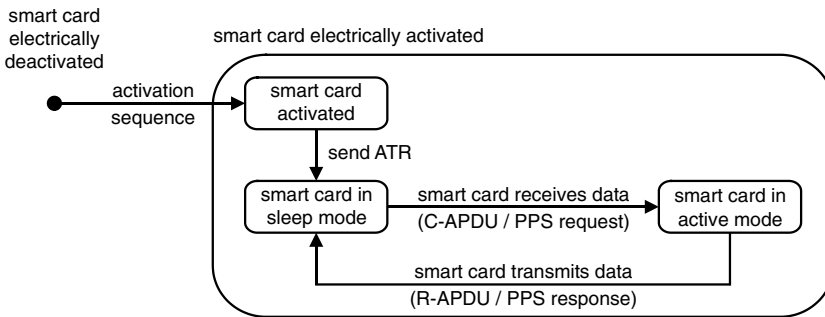 smart card
electrically
deactivated
smart card electrically activated
activation
sequence
smart card
activated
send ATR
smart card in
sleep mode
smart card receives data
(C-APDU / PPS request)
smart card in
active mode
smart card transmits data
(R-APDU / PPS response)